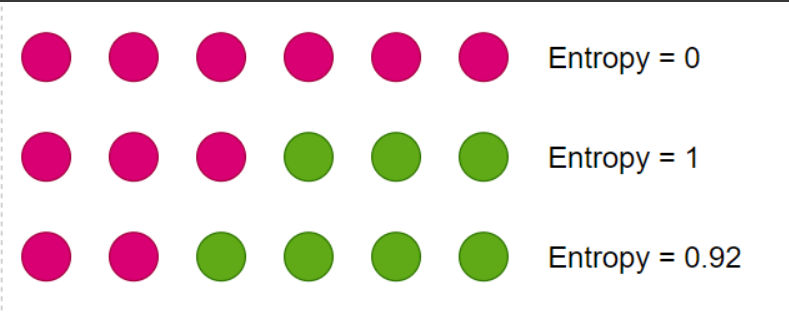 Entropy = 0
Entropy = 1
Entropy = 0.92